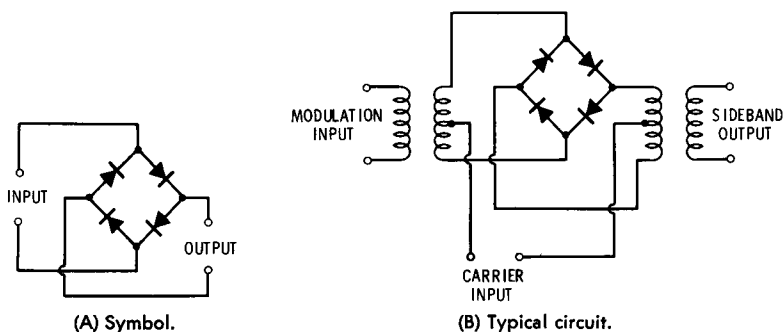 INPUT
OUTPUT
(A) Symbol.
MODULATION
INPUT
SIDEBAND
OUTPUT
CARRIER
INPUT
(B) Typical circuit.